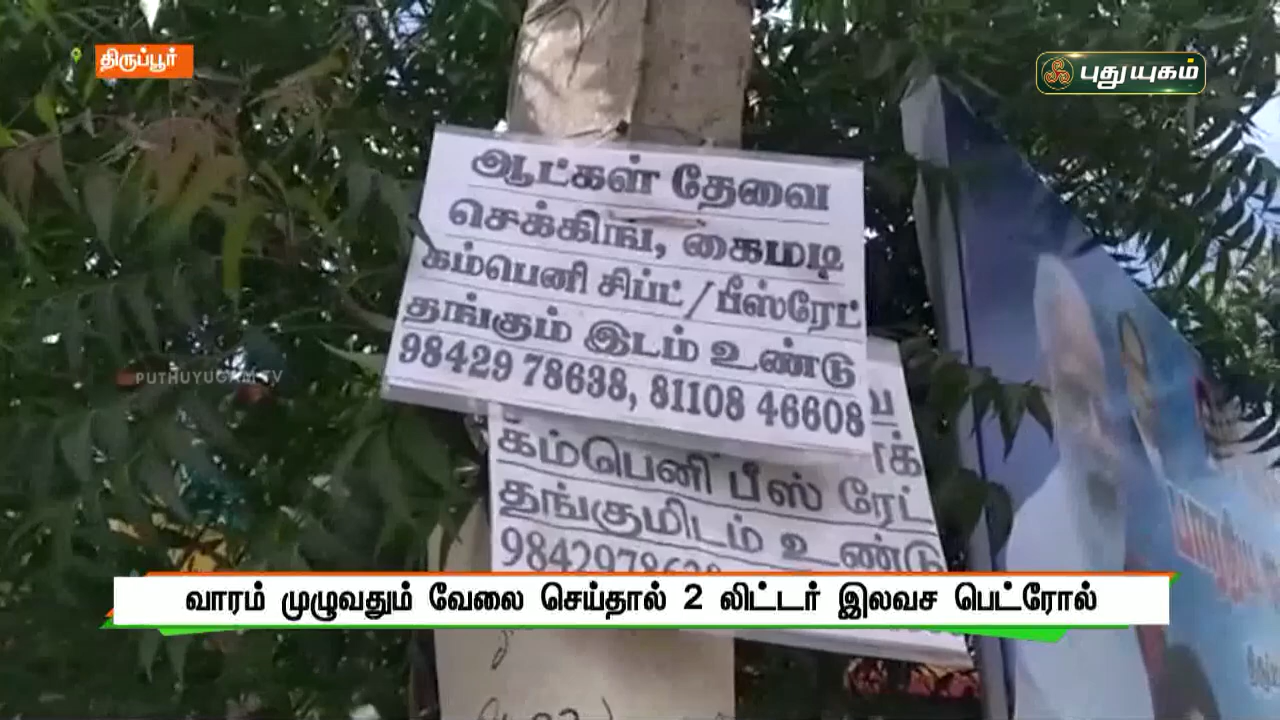 திருப்பூர்
புதுயுகம்
ஆட்கள் தேவை
செக்கிங், கைமடி
கம்பெனி சிப்ட்/பீஸ்ரேட்
தங்கும் இடம் உண்டு
98429 78638, 81108 46608
PUTHUYUGAM TV
கம்பெனி பீஸ் ரேட்
தங்குமிடம் உண்டு
வாரம் முழுவதும் வேலை செய்தால் 2 லிட்டர் இலவச பெட்ரோல்